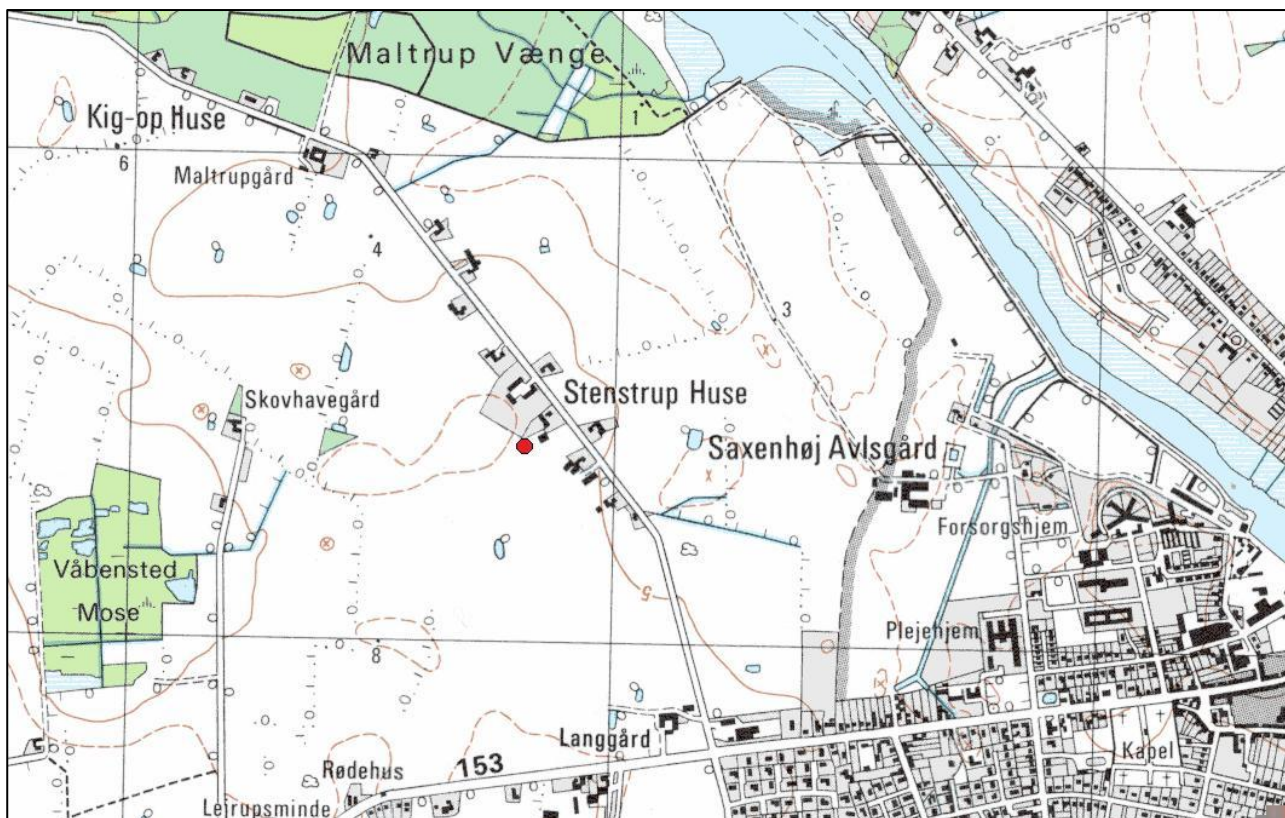 Maltrup Vænge
1
Kig-op Huse
6
Maltrupgård
4
3
Stenstrup Huse
Skovhavegård
Saxenhøj Avlsgård
Forsorgshjem
Våbensted
Mose
5
Plejehjem
8
Langgård
Kapel
Rødehus
153
Lejrupsminde